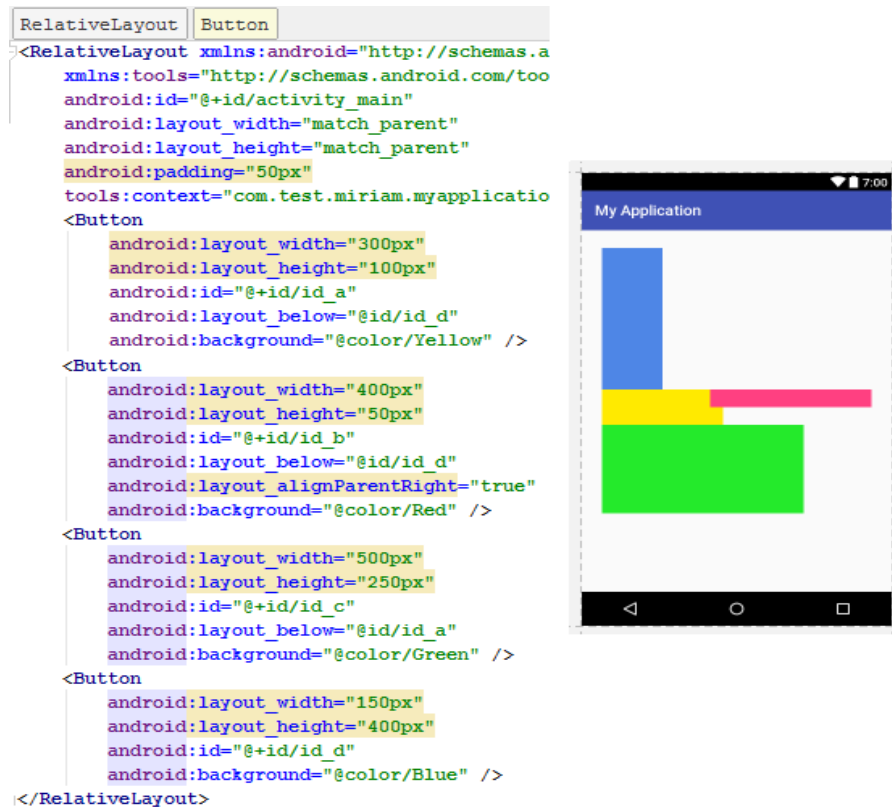 RelativeLayout Button
<RelativeLayout xmlns:android="http://schemas.a
xmlns:tools="http://schemas.android.com/too
android:id="@+id/activity_main"
android:layout_width="match_parent"
android:layout_height="match_parent"
android:padding="50px"
tools:context="com.test.miriam.myapplicatio
<Button
android:layout_width="300px"
android:layout_height="100px"
android:id="@+id/id_a"
android:layout_below="@id/id_d"
android:background="@color/Yellow" />
<Button
android:layout_width="400px"
android:layout_height="50px"
android:id="@+id/id_b"
android:layout_below="@id/id_d"
android:layout_alignParentRight="true"
android:background="@color/Red" />
<Button
android:layout_width="500px"
android:layout_height="250px"
android:id="@+id/id_c"
android:layout_below="@id/id_a"
android:background="@color/Green" />
<Button
android:layout_width="150px"
android:layout_height="400px"
android:id="@+id/id_d"
android:background="@color/Blue" />
</RelativeLayout>
7:00
My Application